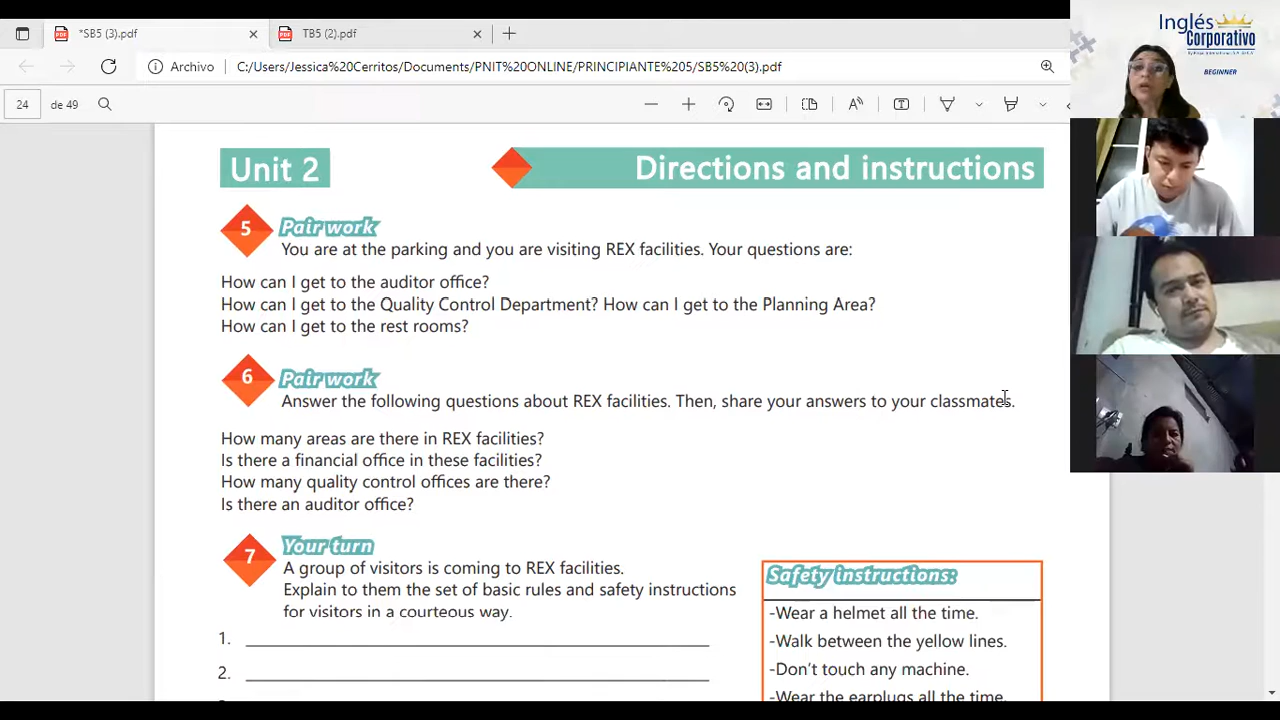 *SB5 (3).pdf
TB5 (2).pdf
Archivo
C:/Users/Jessica%20Cerritos/Documents/PNIT%20ONLINE/PRINCIPIANTE%205/SB5%20(3).pdf
24
de 49
Inglés
Corporativo
BEGINNER
Unit 2
Directions and instructions
5
Pair work
You are at the parking and you are visiting REX facilities. Your questions are:
How can I get to the auditor office?
How can I get to the Quality Control Department? How can I get to the Planning Area?
How can I get to the rest rooms?
6
Pair work
Answer the following questions about REX facilities. Then, share your answers to your classmates.
How many areas are there in REX facilities?
Is there a financial office in these facilities?
How many quality control offices are there?
Is there an auditor office?
7
Your turn
A group of visitors is coming to REX facilities.
Explain to them the set of basic rules and safety instructions
for visitors in a courteous way.
1.
2.
Safety instructions:
-Wear a helmet all the time.
-Walk between the yellow lines.
-Don't touch any machine.
-Wear the earplugs all the time.